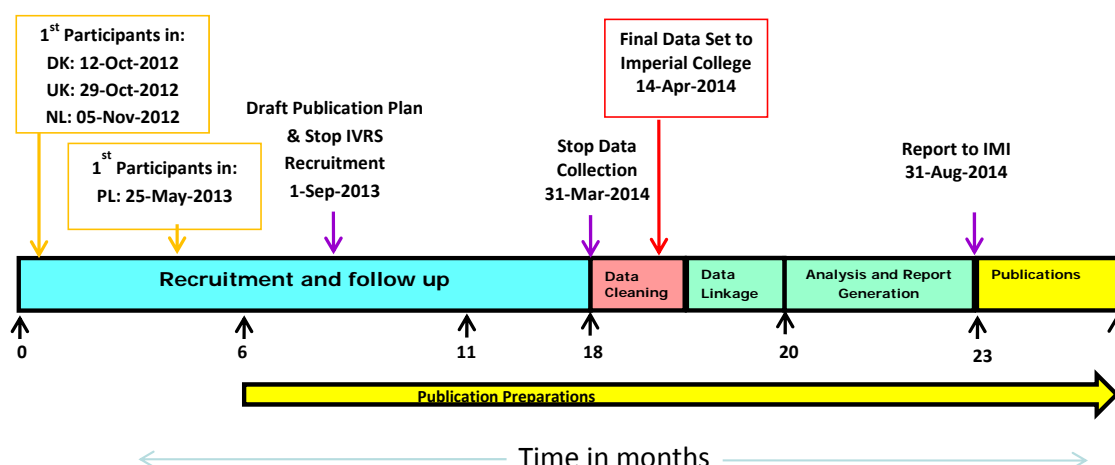 1st Participants in:
DK: 12-Oct-2012
UK: 29-Oct-2012
NL: 05-Nov-2012
1st Participants in:
PL: 25-May-2013
Draft Publication Plan
& Stop IVRS
Recruitment
1-Sep-2013
Stop Data
Collection
31-Mar-2014
Final Data Set to
Imperial College
14-Apr-2014
Report to IMI
31-Aug-2014
Recruitment and follow up
Data
Cleaning
Data
Linkage
Analysis and Report
Generation
Publications
0
6
11
18
20
23
Publication Preparations
Time in months